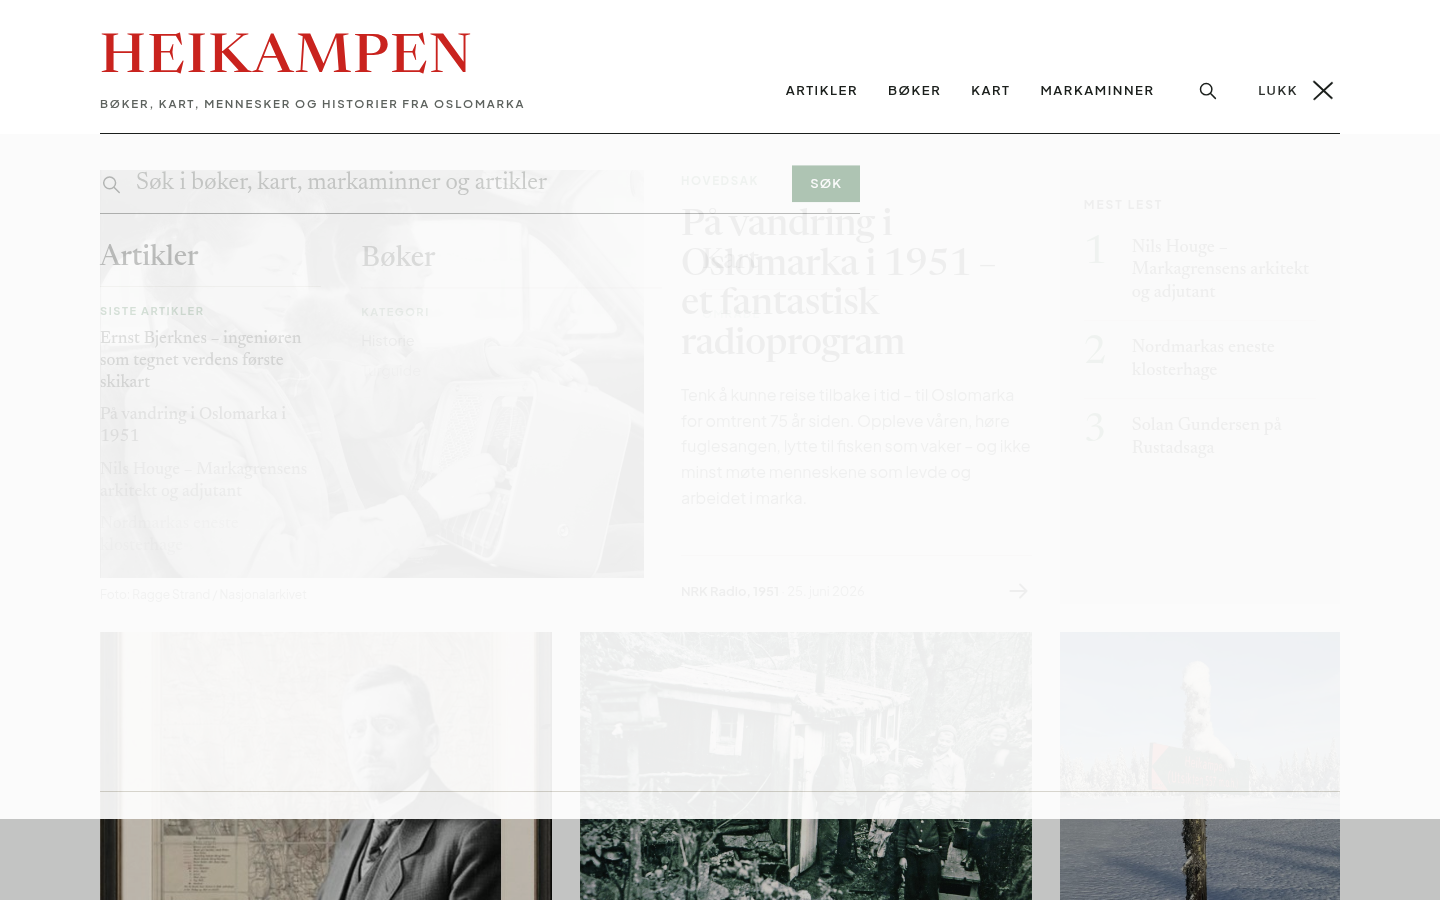 HEIKAMPEN
BØKER, KART, MENNESKER OG HISTORIER FRA OSLOMARKA
ARTIKLER
BØKER
KART
MARKAMINNER
LUKK
Søk i bøker, kart, markaminner og artikler
SØK
Artikler
SISTE ARTIKLER
Ernst Bjerknes – ingeniøren
som tegnet verdens første
skikart
På vandring i Oslomarka i
1951
Nils Houge – Markagrensens
arkitekt og adjutant
Nordmarkas eneste
klosterhage
Bøker
KATEGORI
Historie
Kart
Foto: Ragge Strand / Nasjonalarkivet
HOVEDSAK
På vandring i
Oslomarka i 1951 –
et fantastisk
radioprogram
Tenk å kunne reise tilbake i tid – til Oslomarka
for omtrent 75 år siden. Oppleve våren, høre
fuglesangen, lytte til fisken som vaker – og ikke
minst møte menneskene som levde og
arbeidet i marka.
NRK Radio, 1951 25. juni 2026
MEST LEST
1
Nils Houge –
Markagrensens arkitekt
og adjutant
2
Nordmarkas eneste
klosterhage
3
Solan Gundersen på
Rustadsaga